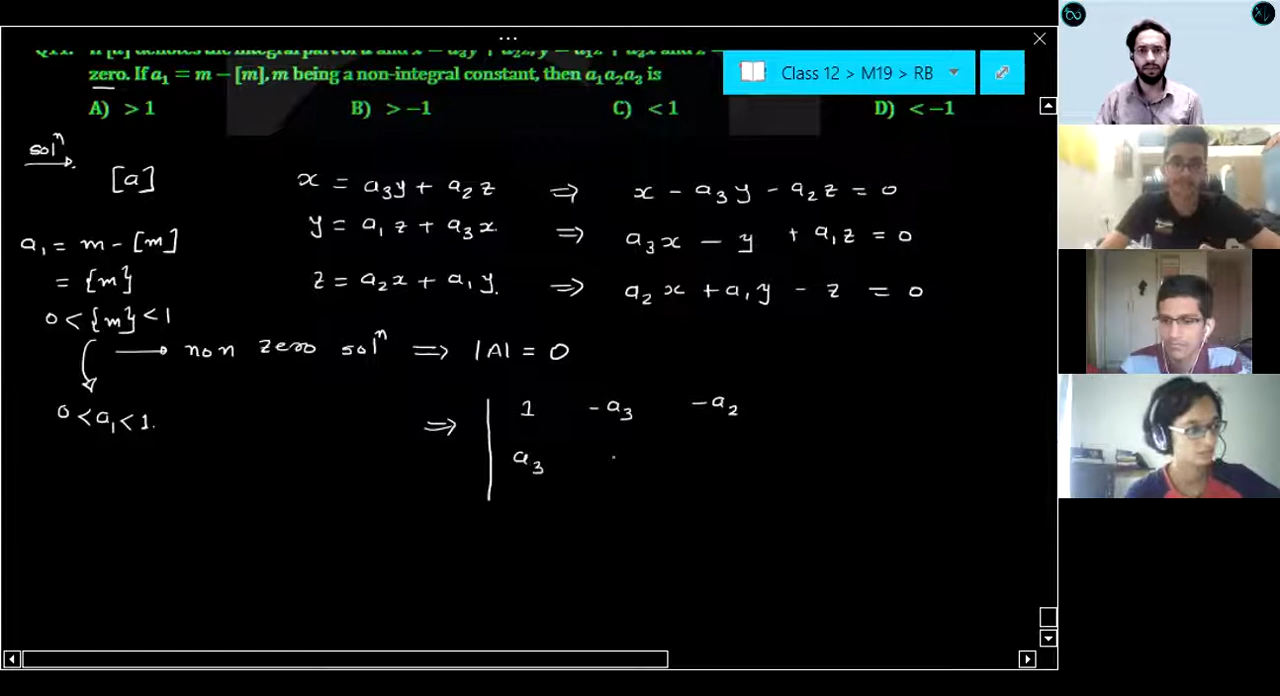 zero. If a₁ = m − [m], m being a non-integral constant, then a₁a₂a₃ is
Class 12 > M19 > RB
A) > 1 B) > −1 C) < 1 D) < −1
solⁿ
[a]
a₁ = m − [m]
= {m}
0 < {m} < 1
0 < a₁ < 1.
x = a₃y + a₂z ⇒ x − a₃y − a₂z = 0
y = a₁z + a₃x. ⇒ a₃x − y + a₁z = 0
z = a₂x + a₁y. ⇒ a₂x + a₁y − z = 0
→ non zero solⁿ ⇒ |A| = 0
⇒ | 1 −a₃ −a₂
a₃